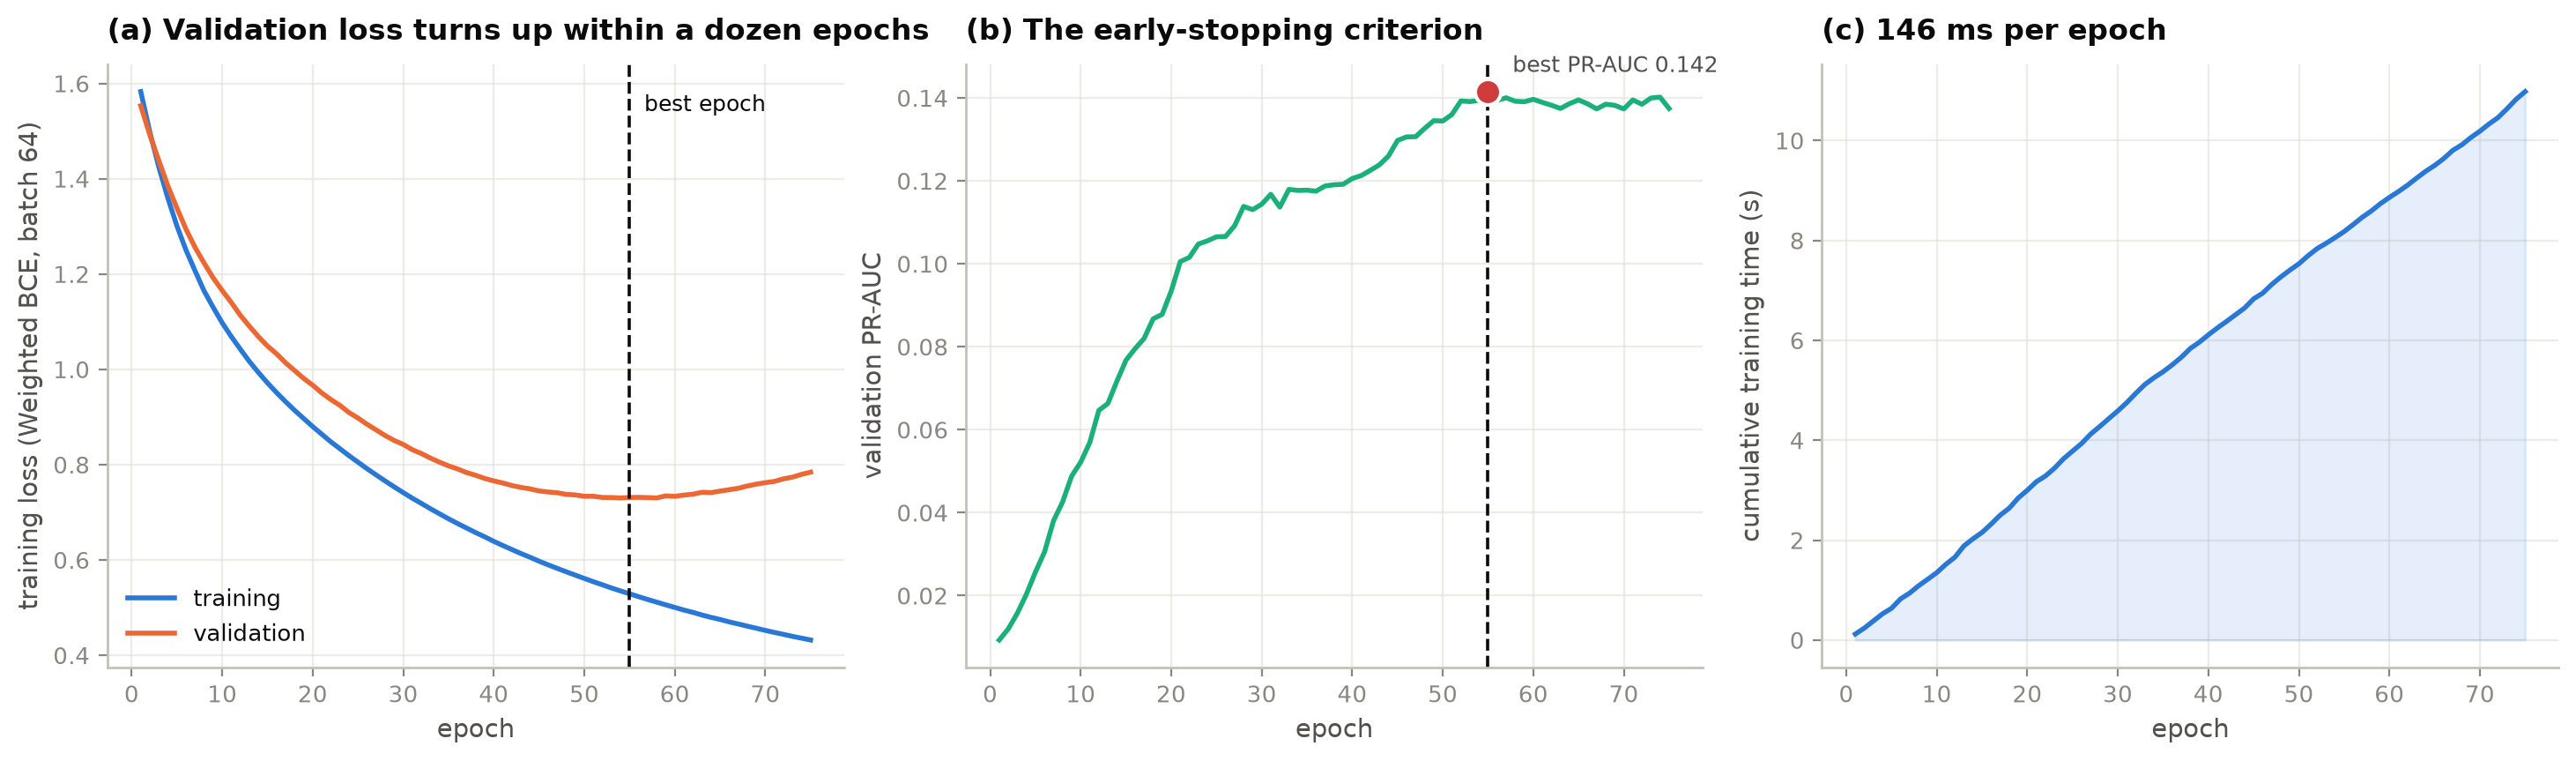 (a) Validation loss turns up within a dozen epochs
training loss (Weighted BCE, batch 64)
1.6
1.4
1.2
1.0
0.8
0.6
0.4
best epoch
training
validation
0 10 20 30 40 50 60 70
epoch
(b) The early-stopping criterion
best PR-AUC 0.142
validation PR-AUC
0.14
0.12
0.10
0.08
0.06
0.04
0.02
0 10 20 30 40 50 60 70
epoch
(c) 146 ms per epoch
cumulative training time (s)
10
8
6
4
2
0
0 10 20 30 40 50 60 70
epoch